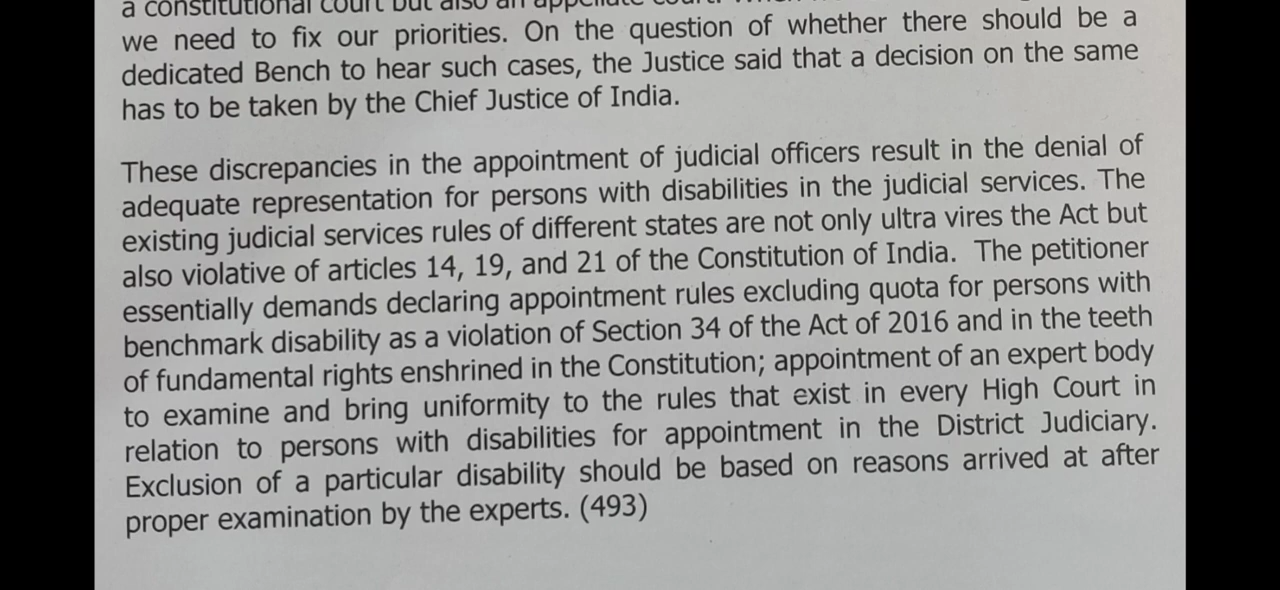 a constitutional court but also an appellate court.
we need to fix our priorities. On the question of whether there should be a
dedicated Bench to hear such cases, the Justice said that a decision on the same
has to be taken by the Chief Justice of India.
These discrepancies in the appointment of judicial officers result in the denial of
adequate representation for persons with disabilities in the judicial services. The
existing judicial services rules of different states are not only ultra vires the Act but
also violative of articles 14, 19, and 21 of the Constitution of India. The petitioner
essentially demands declaring appointment rules excluding quota for persons with
benchmark disability as a violation of Section 34 of the Act of 2016 and in the teeth
of fundamental rights enshrined in the Constitution; appointment of an expert body
to examine and bring uniformity to the rules that exist in every High Court in
relation to persons with disabilities for appointment in the District Judiciary.
Exclusion of a particular disability should be based on reasons arrived at after
proper examination by the experts. (493)